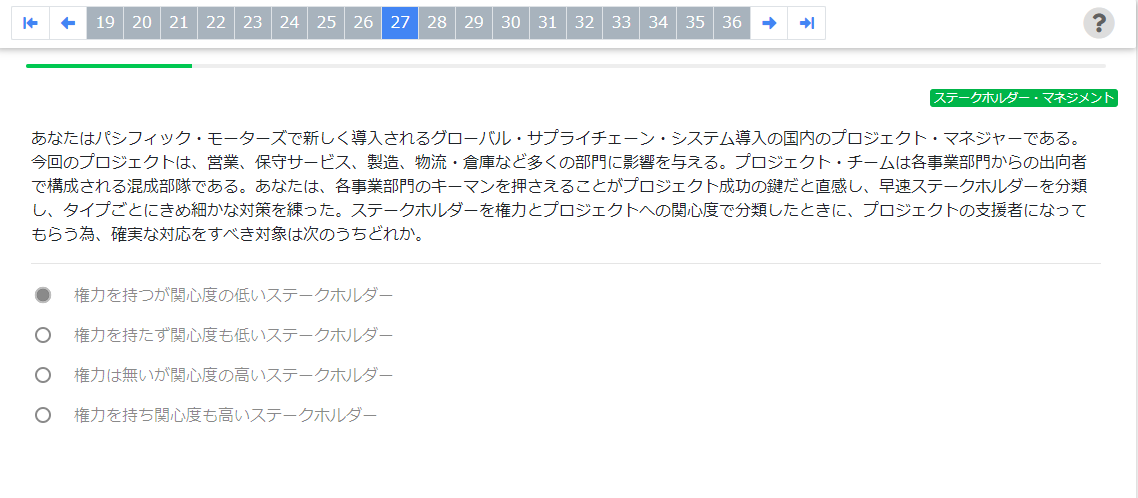 19 20 21 22 23 24 25 26 27 28 29 30 31 32 33 34 35 36 ?
ステークホルダー・マネジメント
あなたはパシフィック・モーターズで新しく導入されるグローバル・サプライチェーン・システム導入の国内のプロジェクト・マネジャーである。
今回のプロジェクトは、営業、保守サービス、製造、物流・倉庫など多くの部門に影響を与える。プロジェクト・チームは各事業部門からの出向者
で構成される混成部隊である。あなたは、各事業部門のキーマンを押さえることがプロジェクト成功の鍵だと直感し、早速ステークホルダーを分類
し、タイプごとにきめ細かな対策を練った。ステークホルダーを権力とプロジェクトへの関心度で分類したときに、プロジェクトの支援者になって
もらう為、確実な対応をすべき対象は次のうちどれか。
権力を持つが関心度の低いステークホルダー
権力を持たず関心度も低いステークホルダー
権力は無いが関心度の高いステークホルダー
権力を持ち関心度も高いステークホルダー